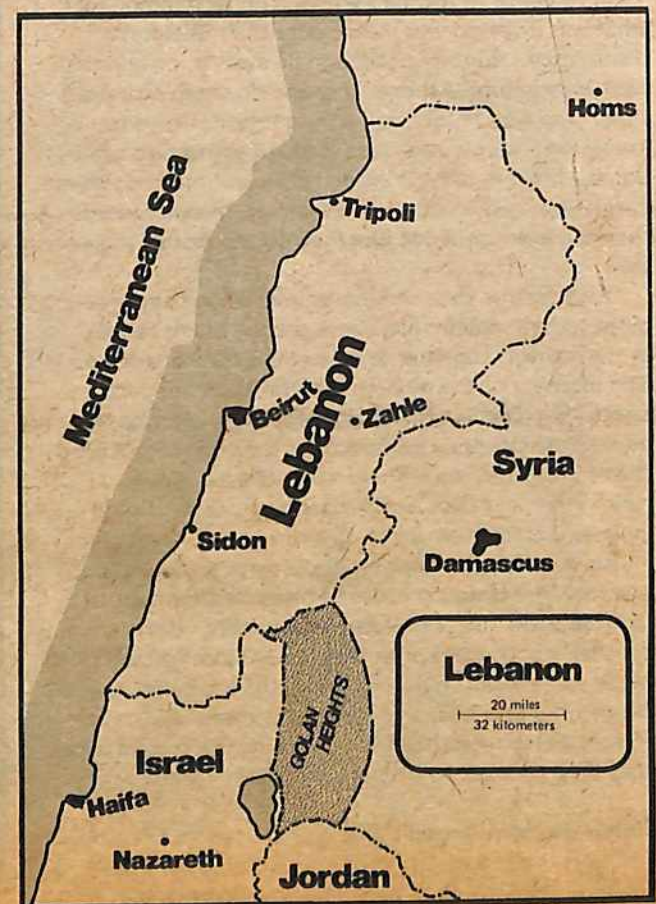 Homs
Mediterranean Sea
Tripoli
Lebanon
Beirut
Zahle
Syria
Sidon
Damascus
Lebanon
20 miles
32 kilometers
GOLAN
HEIGHTS
Israel
Haifa
Nazareth
Jordan